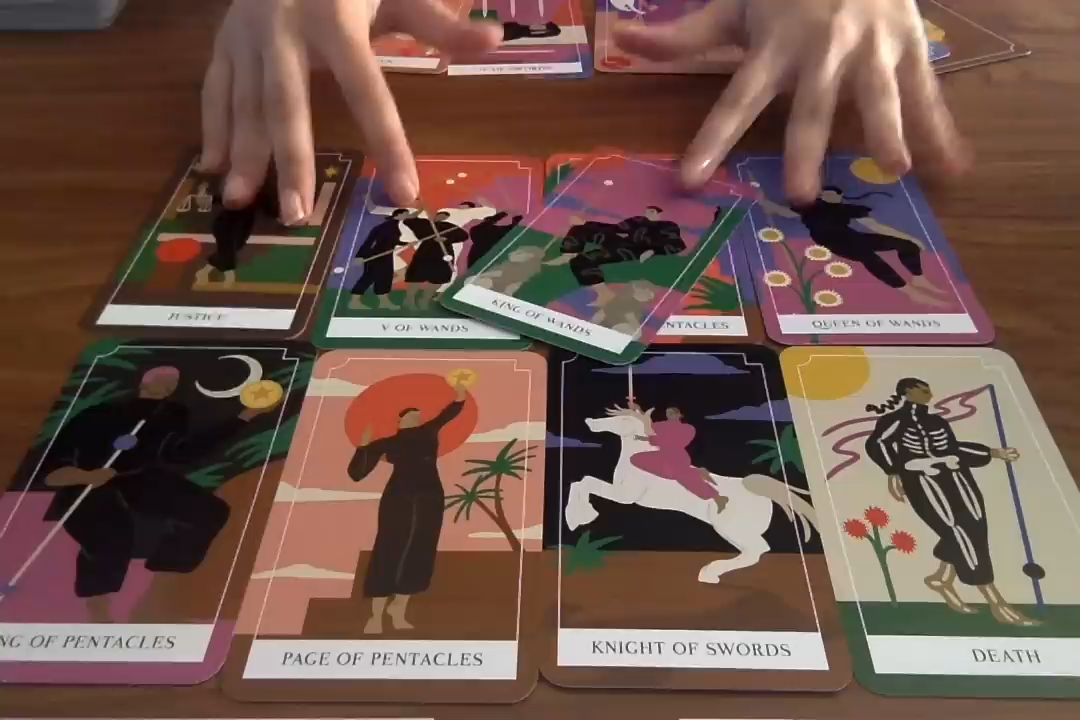 JUSTICE
V OF WANDS
KING OF WANDS
NTACLES
QUEEN OF WANDS
NG OF PENTACLES
PAGE OF PENTACLES
KNIGHT OF SWORDS
DEATH